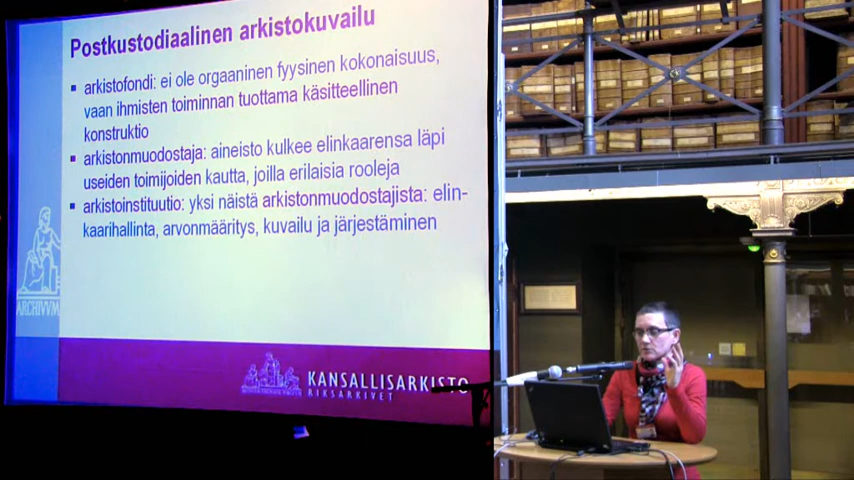 Postkustodiaalinen arkistokuvailu
arkistofondi: ei ole orgaaninen fyysinen kokonaisuus,
vaan ihmisten toiminnan tuottama käsitteellinen
konstruktio
arkistonmuodostaja: aineisto kulkee elinkaarensa läpi
useiden toimijoiden kautta, joilla erilaisia rooleja
arkistoinstituutio: yksi näistä arkistonmuodostajista: elin-
kaarihallinta, arvonmääritys, kuvailu ja järjestäminen
ARCHIVVM
KANSALLISARKISTO
RIKSARKIVET